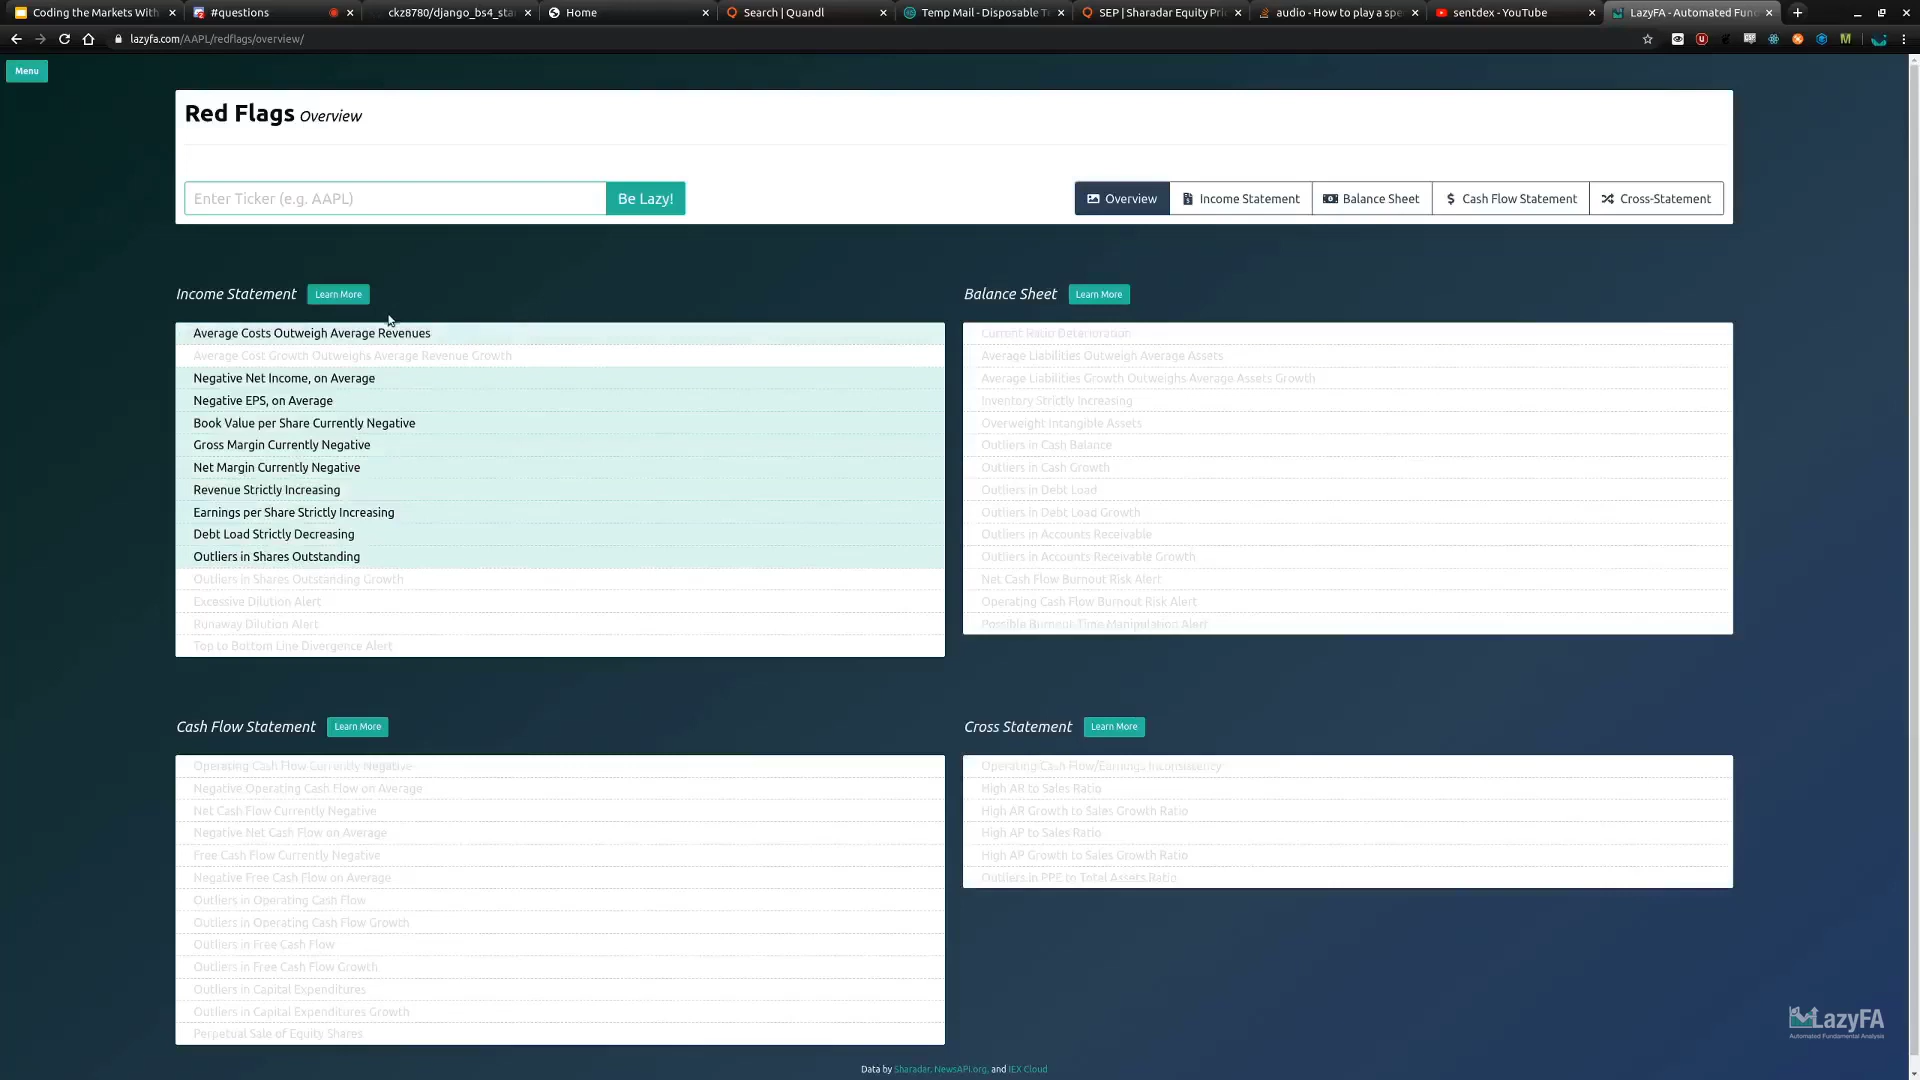 Coding the Markets With
#questions
ckz8780/django_bs4_sta
Home
Search | Quandl
Temp Mail - Disposable T
SEP | Sharadar Equity Pri
audio - How to play a spe
sentdex - YouTube
LazyFA - Automated Fun
lazyfa.com/AAPL/redflags/overview/
Menu
Red Flags Overview
Enter Ticker (e.g. AAPL)
Be Lazy!
Overview
Income Statement
Balance Sheet
Cash Flow Statement
Cross-Statement
Income Statement
Learn More
Average Costs Outweigh Average Revenues
Average Cost Growth Outweighs Average Revenue Growth
Negative Net Income, on Average
Negative EPS, on Average
Book Value per Share Currently Negative
Gross Margin Currently Negative
Net Margin Currently Negative
Revenue Strictly Increasing
Earnings per Share Strictly Increasing
Debt Load Strictly Decreasing
Outliers in Shares Outstanding
Outliers in Shares Outstanding Growth
Excessive Dilution Alert
Runaway Dilution Alert
Top to Bottom Line Divergence Alert
Balance Sheet
Learn More
Current Ratio Deterioration
Average Liabilities Outweigh Average Assets
Average Liabilities Growth Outweighs Average Assets Growth
Inventory Strictly Increasing
Overweight Intangible Assets
Outliers in Cash Balance
Outliers in Cash Growth
Outliers in Debt Load
Outliers in Debt Load Growth
Outliers in Accounts Receivable
Outliers in Accounts Receivable Growth
Net Cash Flow Burnout Risk Alert
Operating Cash Flow Burnout Risk Alert
Possible Burnout Time Manipulation Alert
Cash Flow Statement
Learn More
Operating Cash Flow Currently Negative
Negative Operating Cash Flow on Average
Net Cash Flow Currently Negative
Negative Net Cash Flow on Average
Free Cash Flow Currently Negative
Negative Free Cash Flow on Average
Outliers in Operating Cash Flow
Outliers in Operating Cash Flow Growth
Outliers in Free Cash Flow
Outliers in Free Cash Flow Growth
Outliers in Capital Expenditures
Outliers in Capital Expenditures Growth
Perpetual Sale of Equity Shares
Cross Statement
Learn More
Operating Cash Flow/Earnings Inconsistency
High AR to Sales Ratio
High AR Growth to Sales Growth Ratio
High AP to Sales Ratio
High AP Growth to Sales Growth Ratio
Outliers in PPE to Total Assets Ratio
LazyFA
Automated Fundamental Analysis
Data by Sharadar, NewsAPI.org, and IEX Cloud